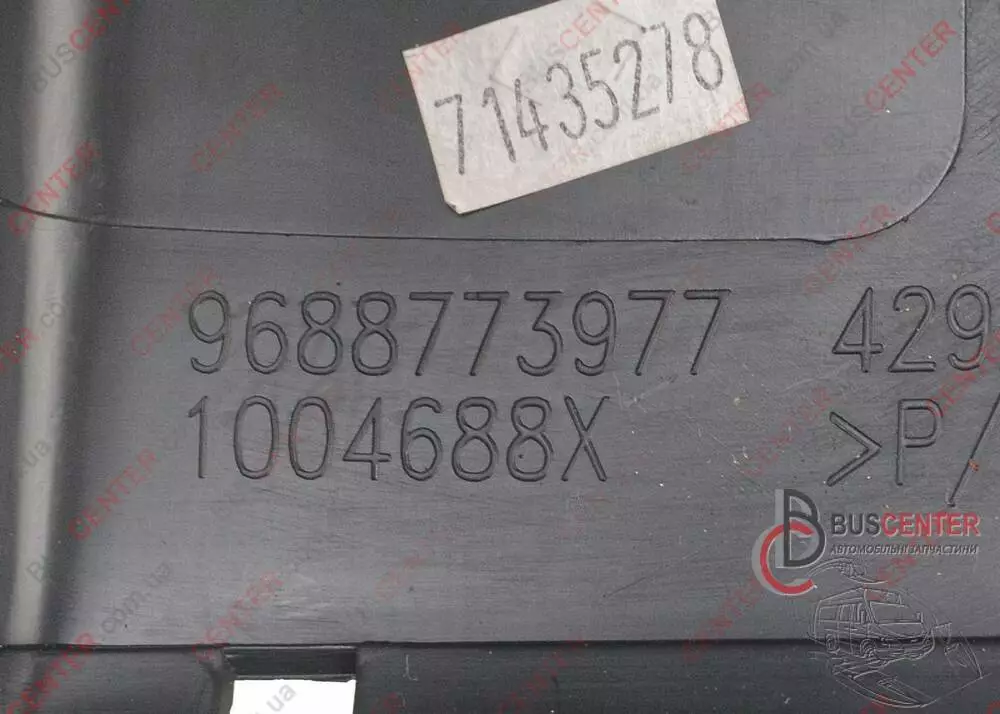 71435278
9688773977 429
1004688X >P/
BUSCENTER
АВТОМОБІЛЬНІ ЗАПЧАСТИНИ